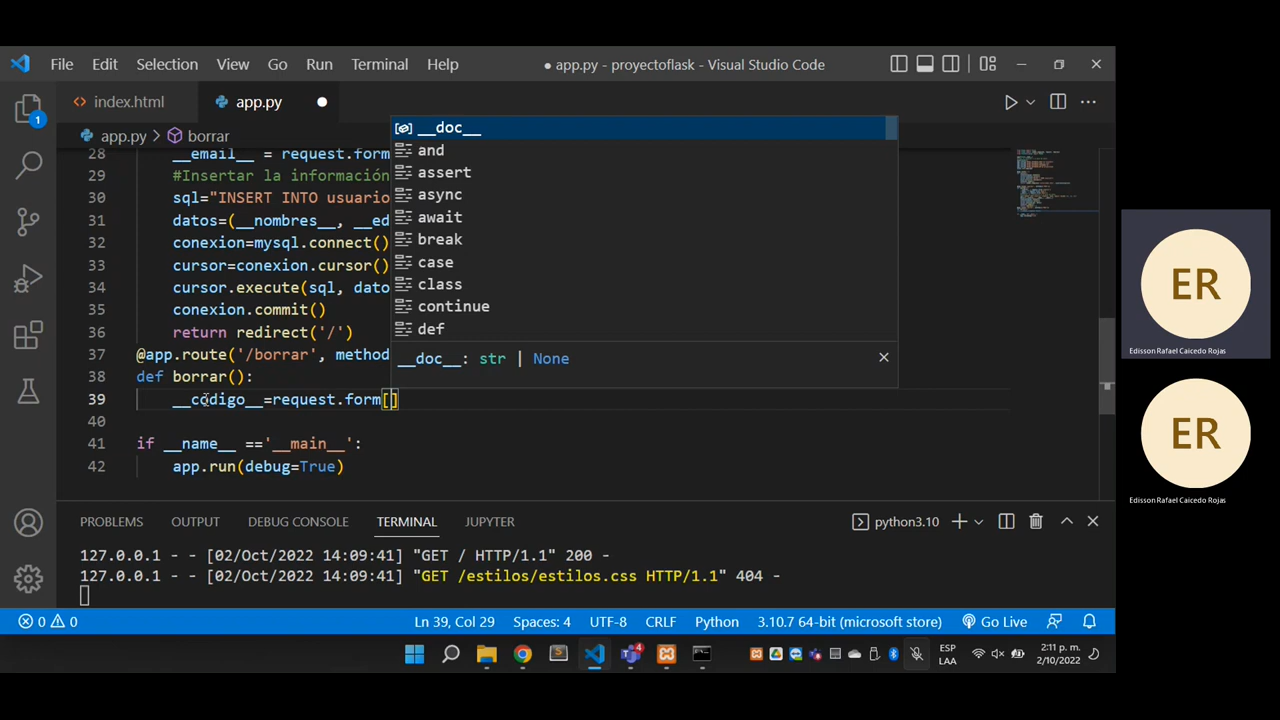 File Edit Selection View Go Run Terminal Help
● app.py - proyectoflask - Visual Studio Code
index.html app.py
app.py > borrar
1
28 __email__ = request.form
29 #Insertar la información
30 sql="INSERT INTO usuario
31 datos=(__nombres__, __ed
32 conexion=mysql.connect()
33 cursor=conexion.cursor()
34 cursor.execute(sql, dato
35 conexion.commit()
36 return redirect('/')
37 @app.route('/borrar', method
38 def borrar():
39 __codigo__=request.form[]
40
41 if __name__ =='__main__':
42 app.run(debug=True)
__doc__
and
assert
async
await
break
case
class
continue
def
__doc__: str | None
PROBLEMS OUTPUT DEBUG CONSOLE TERMINAL JUPYTER
python3.10
127.0.0.1 - - [02/Oct/2022 14:09:41] "GET / HTTP/1.1" 200 -
127.0.0.1 - - [02/Oct/2022 14:09:41] "GET /estilos/estilos.css HTTP/1.1" 404 -
0 0 Ln 39, Col 29 Spaces: 4 UTF-8 CRLF Python 3.10.7 64-bit (microsoft store) Go Live
4
ESP
LAA
2:11 p. m.
2/10/2022
ER
Edisson Rafael Caicedo Rojas
ER
Edisson Rafael Caicedo Rojas